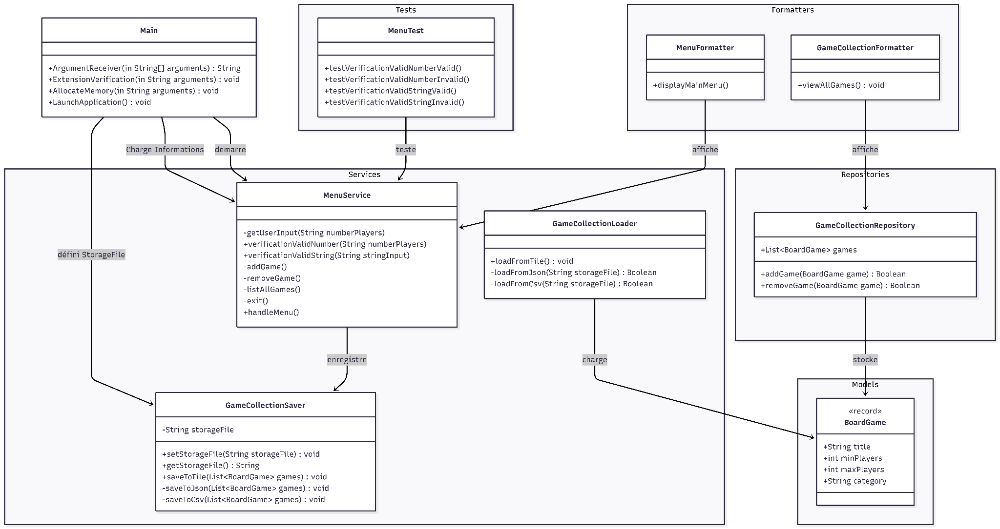 Tests
Formatters
Main
+ArgumentReceiver(in String[] arguments) : String
+ExtensionVerification(in String arguments) : void
+AllocateMemory(in String arguments) : void
+LaunchApplication() : void
MenuTest
+testVerificationValidNumberValid()
+testVerificationValidNumberInvalid()
+testVerificationValidStringValid()
+testVerificationValidStringInvalid()
MenuFormatter
+displayMainMenu()
GameCollectionFormatter
+viewAllGames() : void
Charge Informations
demarre
teste
affiche
affiche
Services
Repositories
MenuService
-getUserInput(String numberPlayers)
+verificationValidNumber(String numberPlayers)
+verificationValidString(String stringInput)
-addGame()
-removeGame()
-listAllGames()
-exit()
+handleMenu()
GameCollectionLoader
+loadFromFile() : void
-loadFromJson(String storageFile) : Boolean
-loadFromCsv(String storageFile) : Boolean
GameCollectionRepository
+List<BoardGame> games
+addGame(BoardGame game) : Boolean
+removeGame(BoardGame game) : Boolean
défini StorageFile
enregistre
charge
stocke
Models
GameCollectionSaver
-String storageFile
+setStorageFile(String storageFile) : void
+getStorageFile() : String
+saveToFile(List<BoardGame> games) : void
-saveToJson(List<BoardGame> games) : void
-saveToCsv(List<BoardGame> games) : void
«record»
BoardGame
+String title
+int minPlayers
+int maxPlayers
+String category